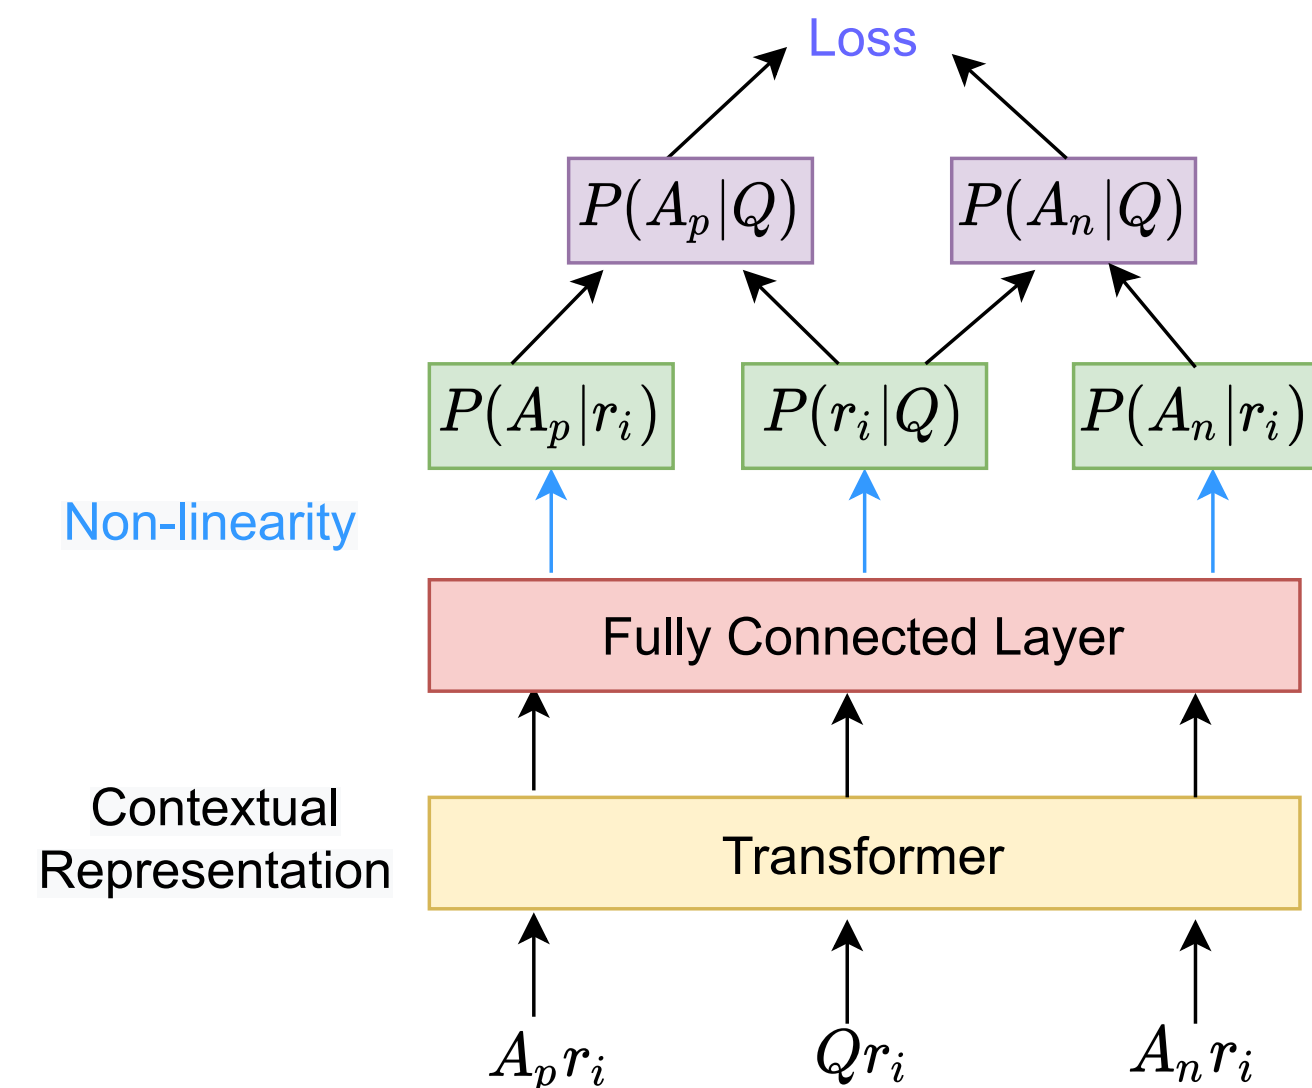 Loss
P(A_p|Q) P(A_n|Q)
P(A_p|r_i) P(r_i|Q) P(A_n|r_i)
Non-linearity
Fully Connected Layer
Contextual
Representation
Transformer
A_p r_i Q r_i A_n r_i